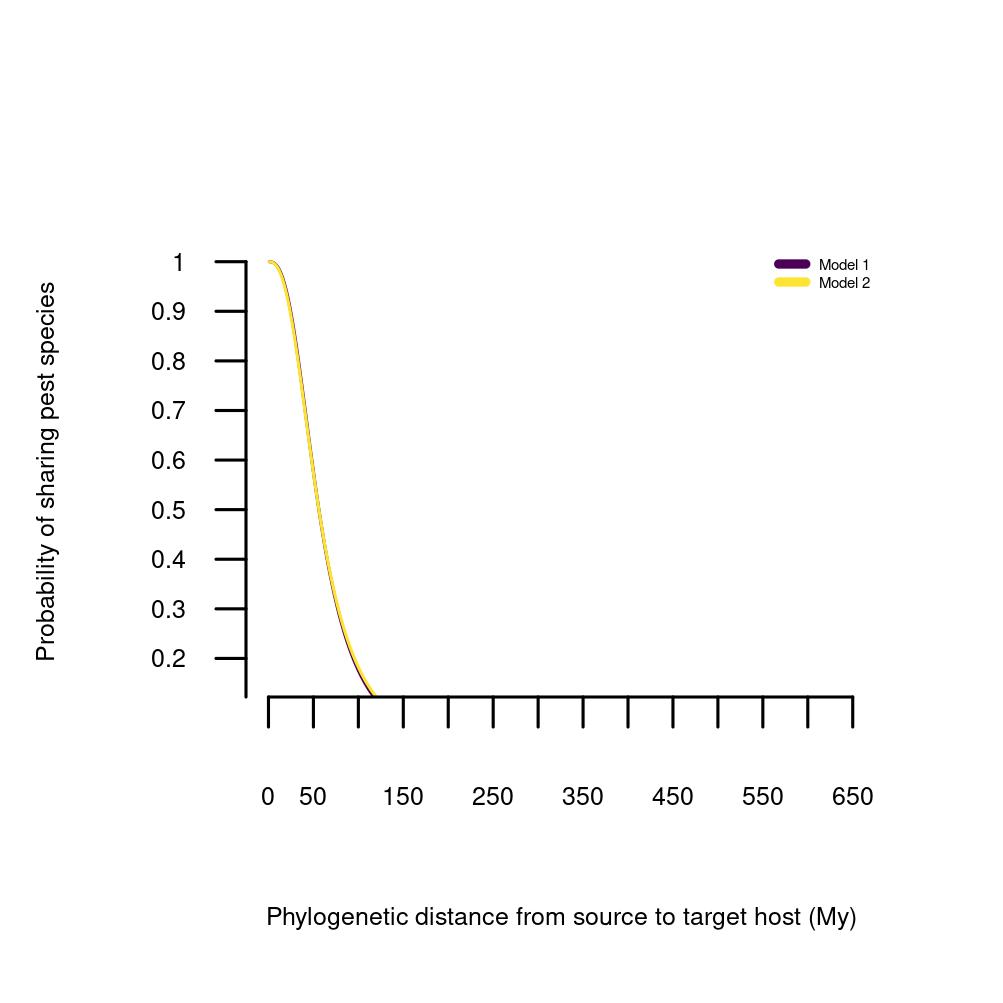 Model 1
Model 2
Probability of sharing pest species
1
0.9
0.8
0.7
0.6
0.5
0.4
0.3
0.2
0 50 150 250 350 450 550 650
Phylogenetic distance from source to target host (My)